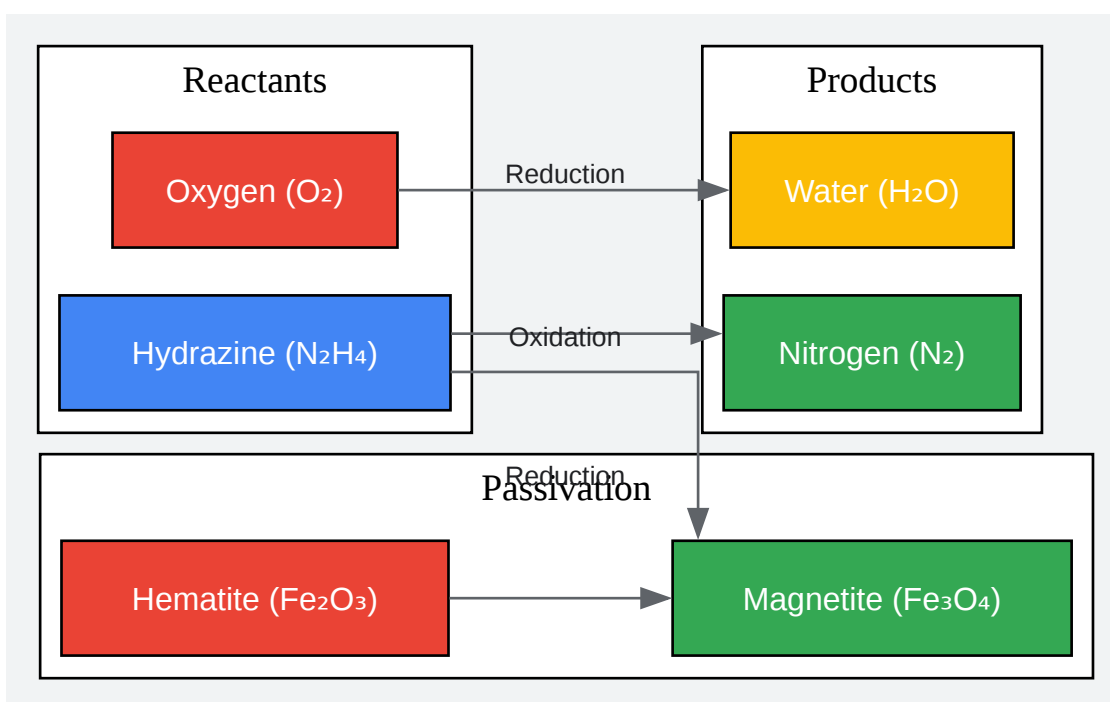 Reactants
Products
Oxygen (O₂)
Reduction
Water (H₂O)
Hydrazine (N₂H₄)
Oxidation
Nitrogen (N₂)
Reduction
Passivation
Hematite (Fe₂O₃)
Magnetite (Fe₃O₄)